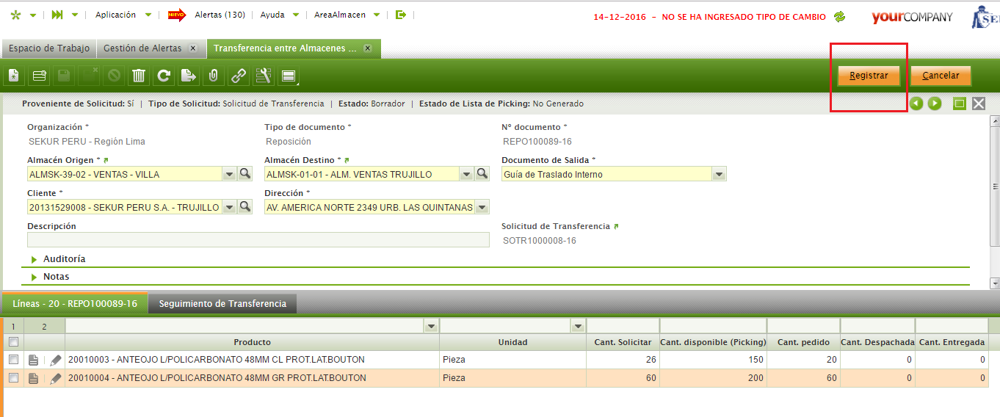 Aplicación NUEVO Alertas (130) Ayuda AreaAlmacen 14-12-2016 - NO SE HA INGRESADO TIPO DE CAMBIO yourCOMPANY
Espacio de Trabajo Gestión de Alertas x Transferencia entre Almacenes ... x
Registrar Cancelar
Proveniente de Solicitud: Sí | Tipo de Solicitud: Solicitud de Transferencia | Estado: Borrador | Estado de Lista de Picking: No Generado
Organización * Tipo de documento * Nº documento *
SEKUR PERU - Región Lima Reposición REPO100089-16
Almacén Origen * Almacén Destino * Documento de Salida *
ALMSK-39-02 - VENTAS - VILLA ALMSK-01-01 - ALM. VENTAS TRUJILLO Guía de Traslado Interno
Cliente * Dirección *
20131529008 - SEKUR PERU S.A. - TRUJILLO AV. AMERICA NORTE 2349 URB. LAS QUINTANAS
Descripción Solicitud de Transferencia
SOTR1000008-16
Auditoría
Notas
Líneas - 20 - REPO100089-16 Seguimiento de Transferencia
1 2
Producto Unidad Cant. Solicitar Cant. disponible (Picking) Cant. pedido Cant. Despachada Cant. Entregada
20010003 - ANTEOJO L/POLICARBONATO 48MM CL PROT.LAT.BOUTON Pieza 26 150 20 0 0
20010004 - ANTEOJO L/POLICARBONATO 48MM GR PROT.LAT.BOUTON Pieza 60 200 60 0 0